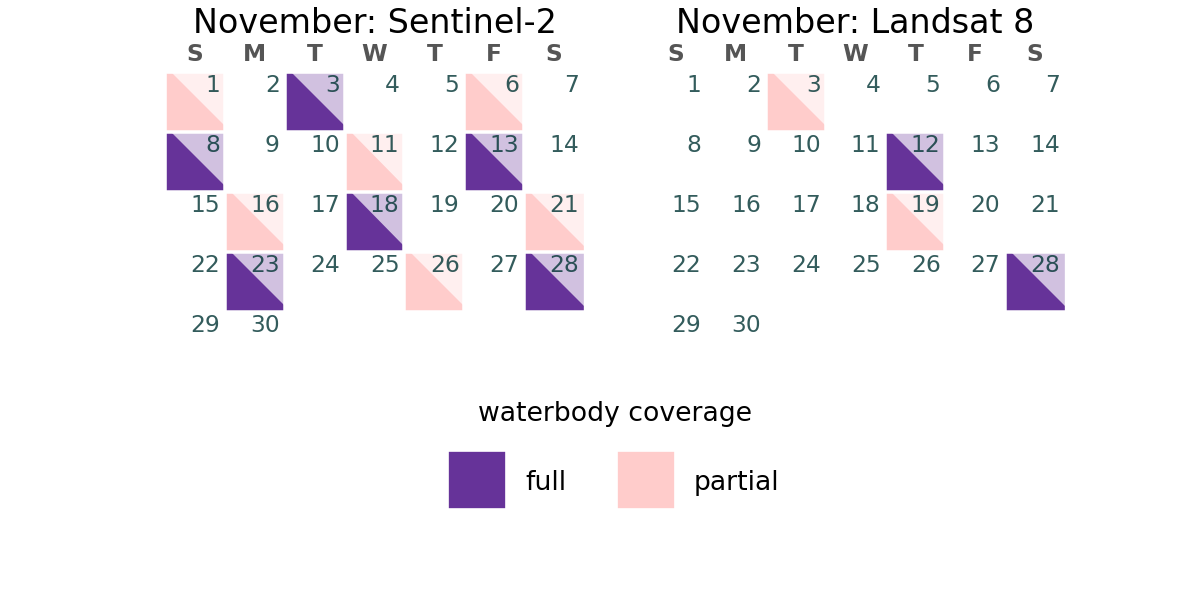 November: Sentinel-2
S M T W T F S
1 2 3 4 5 6 7
8 9 10 11 12 13 14
15 16 17 18 19 20 21
22 23 24 25 26 27 28
29 30
November: Landsat 8
S M T W T F S
1 2 3 4 5 6 7
8 9 10 11 12 13 14
15 16 17 18 19 20 21
22 23 24 25 26 27 28
29 30
waterbody coverage
full partial